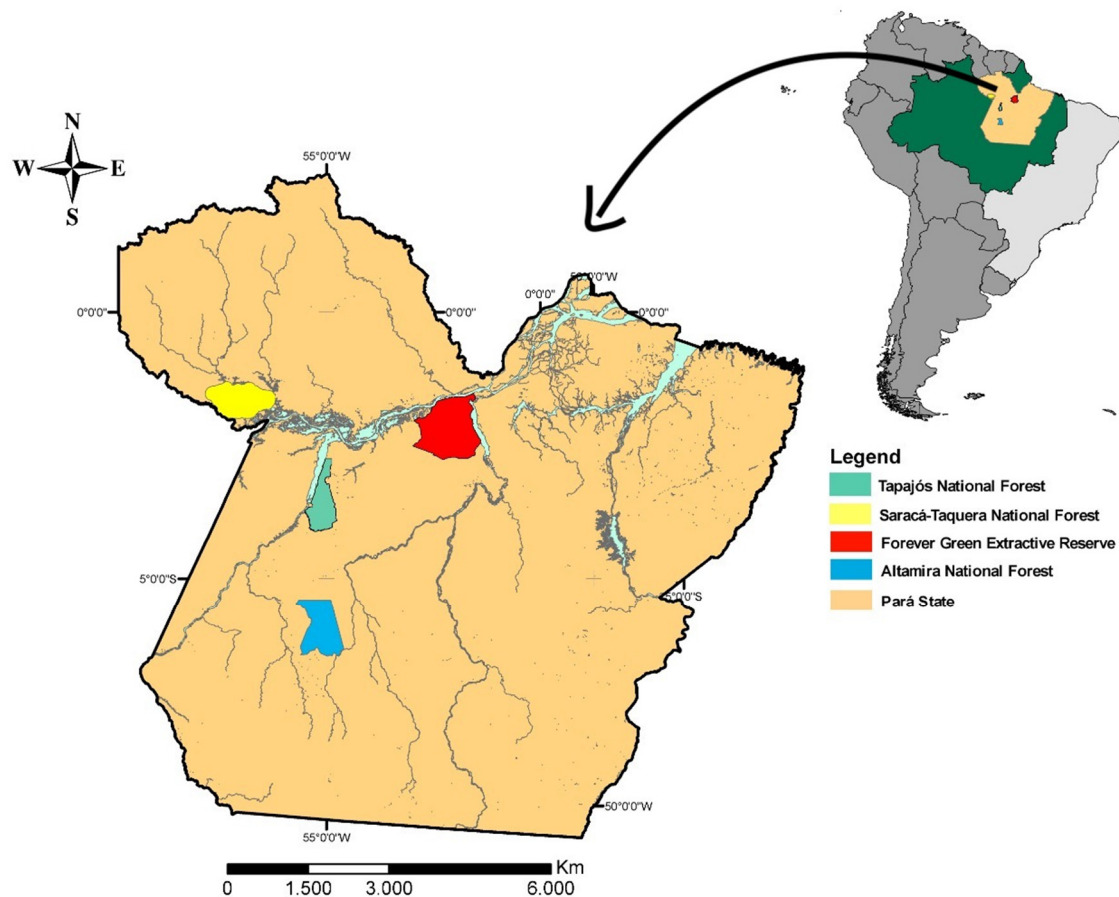 N
W E
S
55°0'0"W
50°0'0"W
0°0'0"
0°0'0"
0°0'0"
0°0'0"
5°0'0"S
5°0'0"S
50°0'0"W
55°0'0"W
Legend
Tapajós National Forest
Saracá-Taquera National Forest
Forever Green Extractive Reserve
Altamira National Forest
Pará State
Km
0 1.500 3.000 6.000